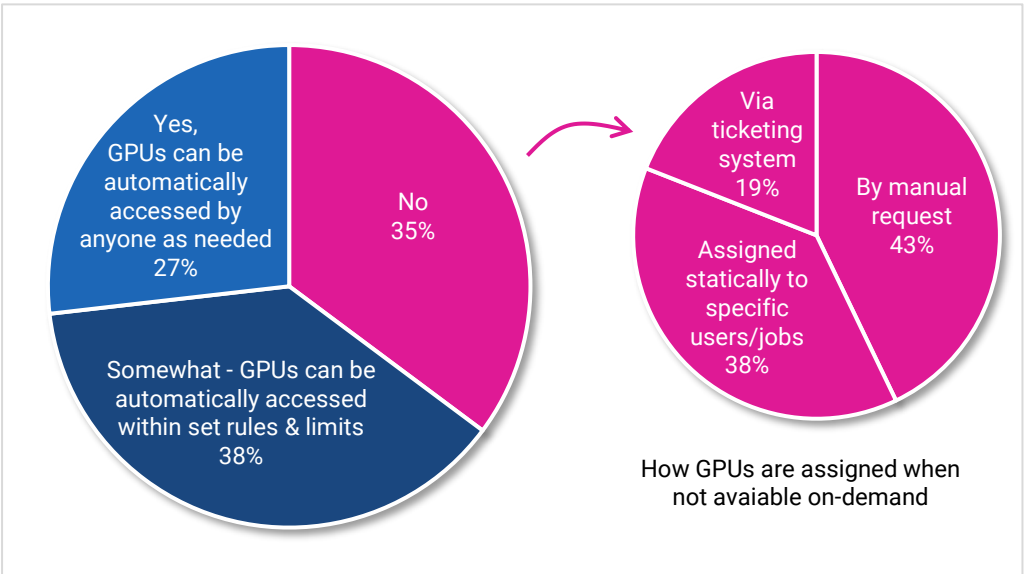 Yes,
GPUs can be
automatically
accessed by
anyone as needed
27%
No
35%
Somewhat - GPUs can be
automatically accessed
within set rules & limits
38%
Via
ticketing
system
19%
By manual
request
43%
Assigned
statically to
specific
users/jobs
38%
How GPUs are assigned when
not avaiable on-demand